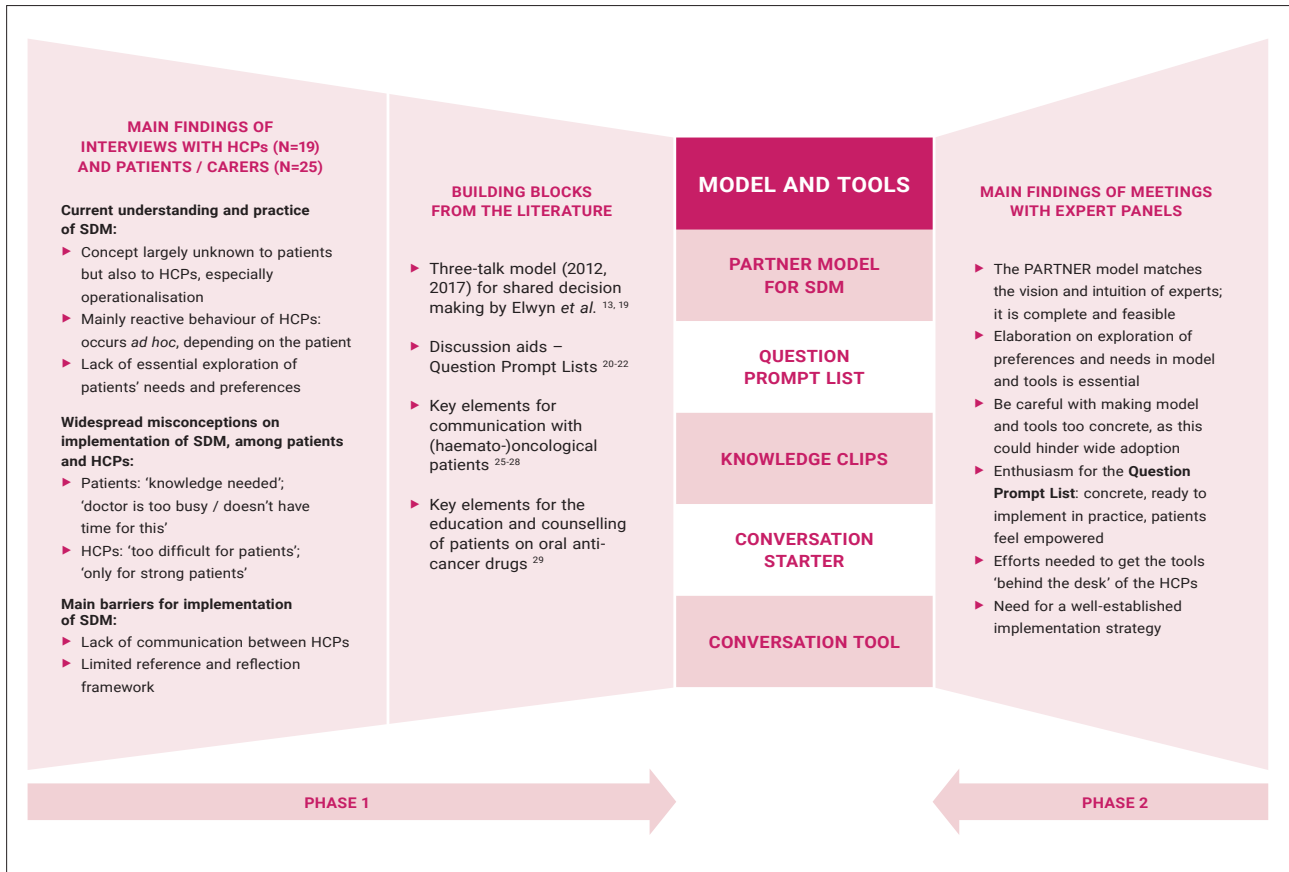 MAIN FINDINGS OF
INTERVIEWS WITH HCPs (N=19)
AND PATIENTS / CARERS (N=25)
Current understanding and practice
of SDM:
► Concept largely unknown to patients
but also to HCPs, especially
operationalisation
► Mainly reactive behaviour of HCPs:
occurs ad hoc, depending on the patient
► Lack of essential exploration of
patients' needs and preferences
Widespread misconceptions on
implementation of SDM, among patients
and HCPs:
► Patients: 'knowledge needed';
'doctor is too busy / doesn't have
time for this'
► HCPs: 'too difficult for patients';
'only for strong patients'
Main barriers for implementation
of SDM:
► Lack of communication between HCPs
► Limited reference and reflection
framework
BUILDING BLOCKS
FROM THE LITERATURE
► Three-talk model (2012,
2017) for shared decision
making by Elwyn et al. 13, 19
► Discussion aids –
Question Prompt Lists 20-22
► Key elements for
communication with
(haemato-)oncological
patients 25-28
► Key elements for the
education and counselling
of patients on oral anti-
cancer drugs 29
MODEL AND TOOLS
PARTNER MODEL
FOR SDM
QUESTION
PROMPT LIST
KNOWLEDGE CLIPS
CONVERSATION
STARTER
CONVERSATION TOOL
MAIN FINDINGS OF MEETINGS
WITH EXPERT PANELS
► The PARTNER model matches
the vision and intuition of experts;
it is complete and feasible
► Elaboration on exploration of
preferences and needs in model
and tools is essential
► Be careful with making model
and tools too concrete, as this
could hinder wide adoption
► Enthusiasm for the Question
Prompt List: concrete, ready to
implement in practice, patients
feel empowered
► Efforts needed to get the tools
'behind the desk' of the HCPs
► Need for a well-established
implementation strategy
PHASE 1
PHASE 2